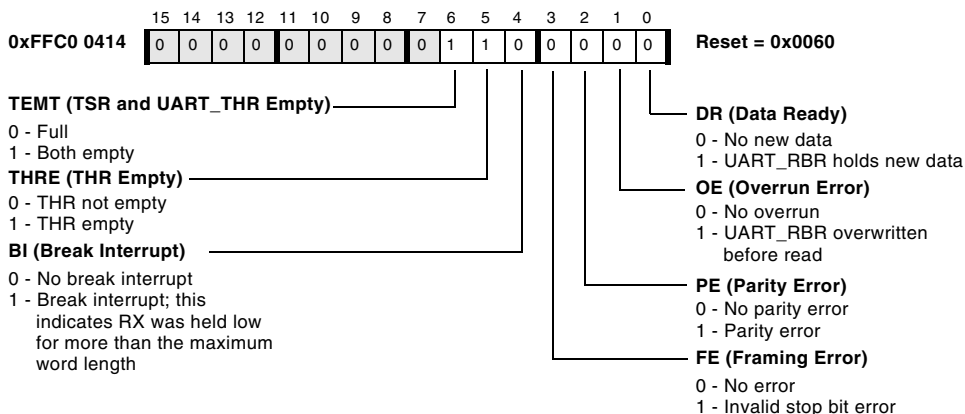 15 14 13 12 11 10 9 8 7 6 5 4 3 2 1 0
0xFFC0 0414 0 0 0 0 0 0 0 0 0 1 1 0 0 0 0 0 Reset = 0x0060
TEMT (TSR and UART_THR Empty)
0 - Full
1 - Both empty
THRE (THR Empty)
0 - THR not empty
1 - THR empty
BI (Break Interrupt)
0 - No break interrupt
1 - Break interrupt; this
indicates RX was held low
for more than the maximum
word length
DR (Data Ready)
0 - No new data
1 - UART_RBR holds new data
OE (Overrun Error)
0 - No overrun
1 - UART_RBR overwritten
before read
PE (Parity Error)
0 - No parity error
1 - Parity error
FE (Framing Error)
0 - No error
1 - Invalid stop bit error